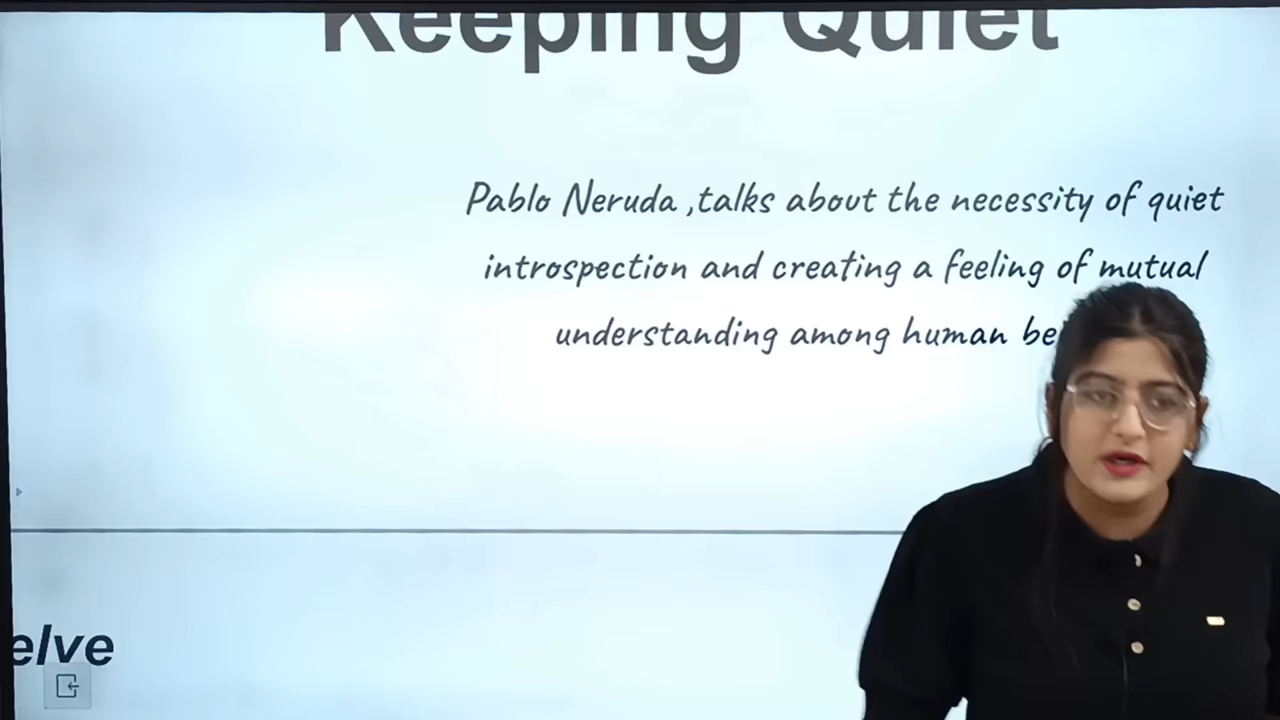 Keeping Quiet
Pablo Neruda ,talks about the necessity of quiet
introspection and creating a feeling of mutual
understanding among human be
elve